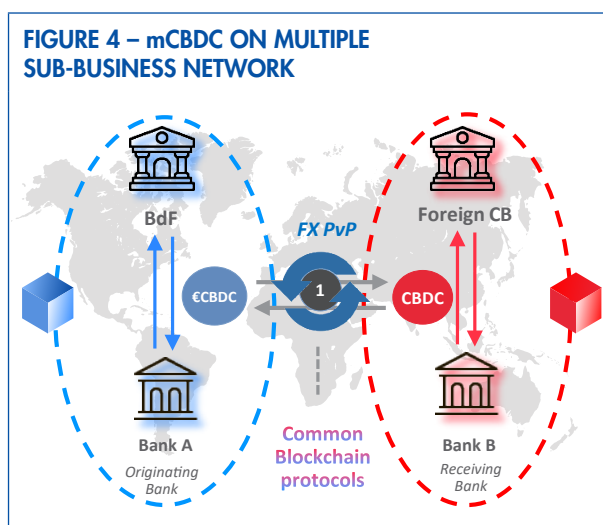 FIGURE 4 – mCBDC ON MULTIPLE
SUB-BUSINESS NETWORK
BdF
Foreign CB
FX PvP
€CBDC
1
CBDC
Bank A
Originating
Bank
Common
Blockchain
protocols
Bank B
Receiving
Bank